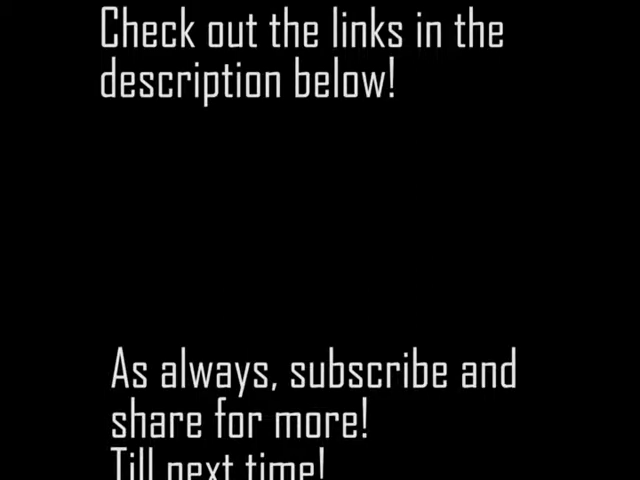 Check out the links in the
description below!
As always, subscribe and
share for more!
Till next time!